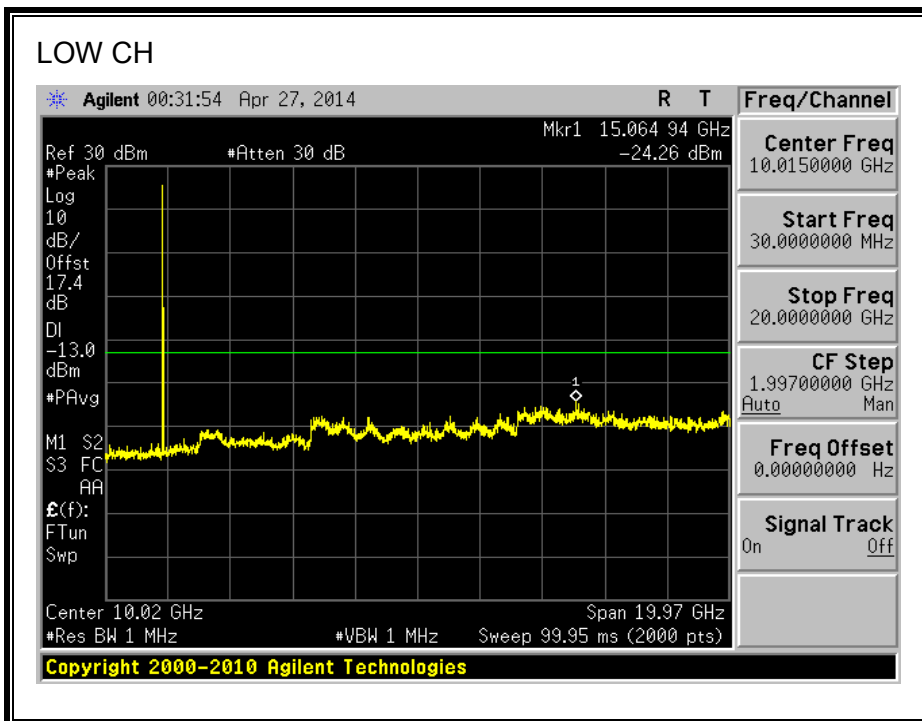 LOW CH
Agilent 00:31:54 Apr 27, 2014 R T
Freq/Channel
Mkr1 15.064 94 GHz
Ref 30 dBm #Atten 30 dB -24.26 dBm
#Peak
Log
10
dB/
Offst
17.4
dB
DI
-13.0
dBm
#PAvg
M1 S2
S3 FC
AA
£(f):
FTun
Swp
1
Center 10.02 GHz Span 19.97 GHz
#Res BW 1 MHz #VBW 1 MHz Sweep 99.95 ms (2000 pts)
Center Freq
10.0150000 GHz
Start Freq
30.0000000 MHz
Stop Freq
20.0000000 GHz
CF Step
1.99700000 GHz
Auto Man
Freq Offset
0.00000000 Hz
Signal Track
On Off
Copyright 2000-2010 Agilent Technologies